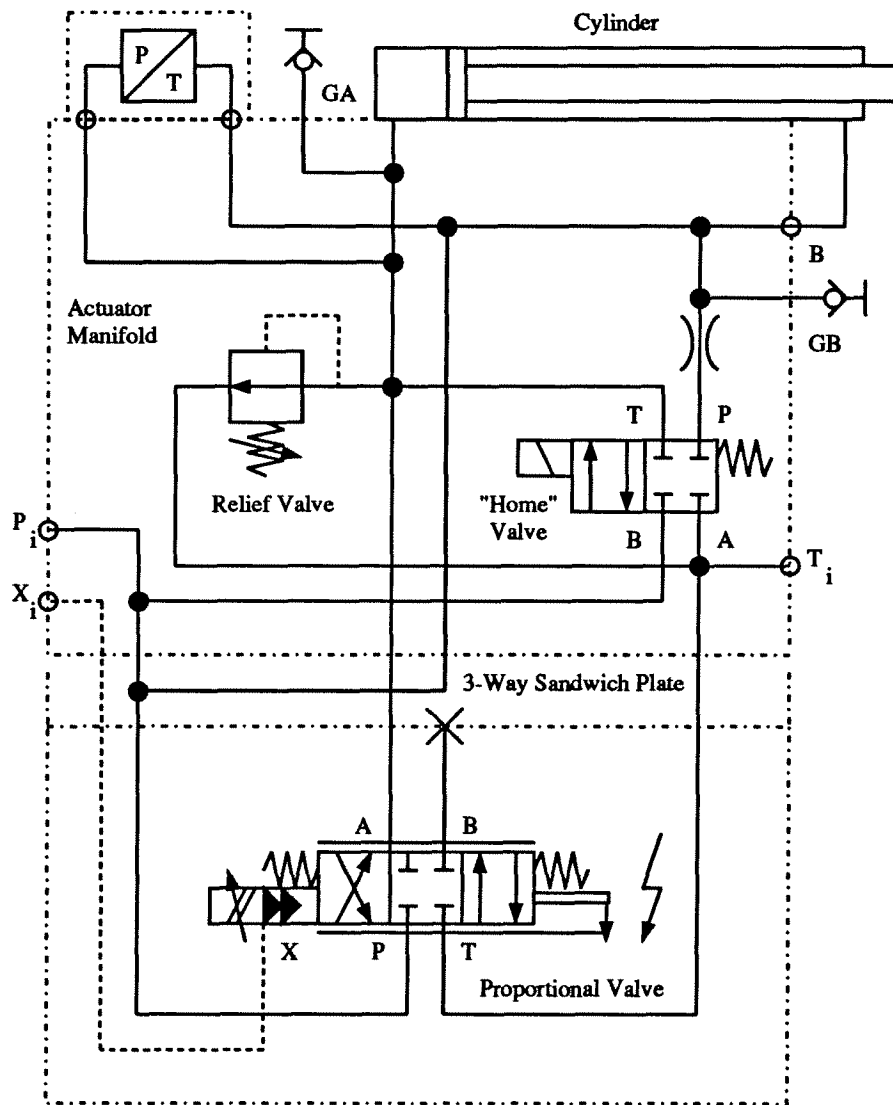 Cylinder
P
T
GA
B
Actuator
Manifold
GB
T P
Relief Valve
"Home"
Valve
B A
P i
X i
T i
3-Way Sandwich Plate
A B
X P T
Proportional Valve